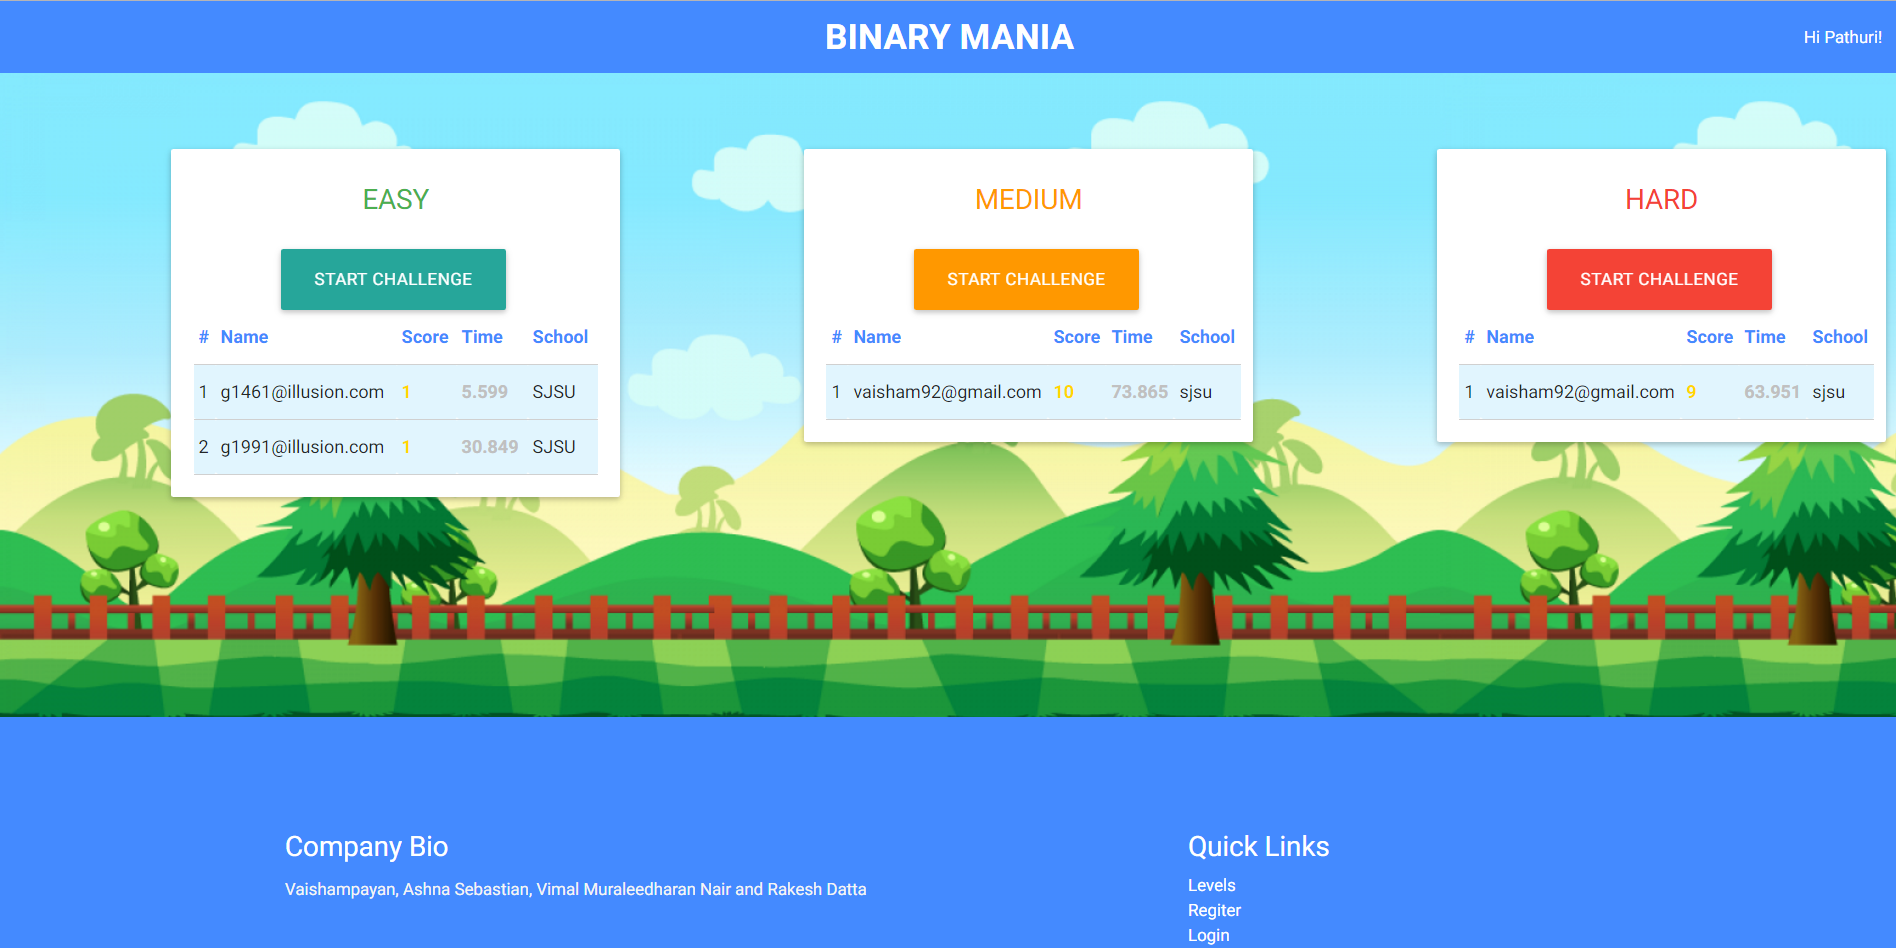 BINARY MANIA
Hi Pathuri!
EASY
START CHALLENGE
# Name Score Time School
1 g1461@illusion.com 1 5.599 SJSU
2 g1991@illusion.com 1 30.849 SJSU
MEDIUM
START CHALLENGE
# Name Score Time School
1 vaisham92@gmail.com 10 73.865 sjsu
HARD
START CHALLENGE
# Name Score Time School
1 vaisham92@gmail.com 9 63.951 sjsu
Company Bio
Vaishampayan, Ashna Sebastian, Vimal Muraleedharan Nair and Rakesh Datta
Quick Links
Levels
Regiter
Login